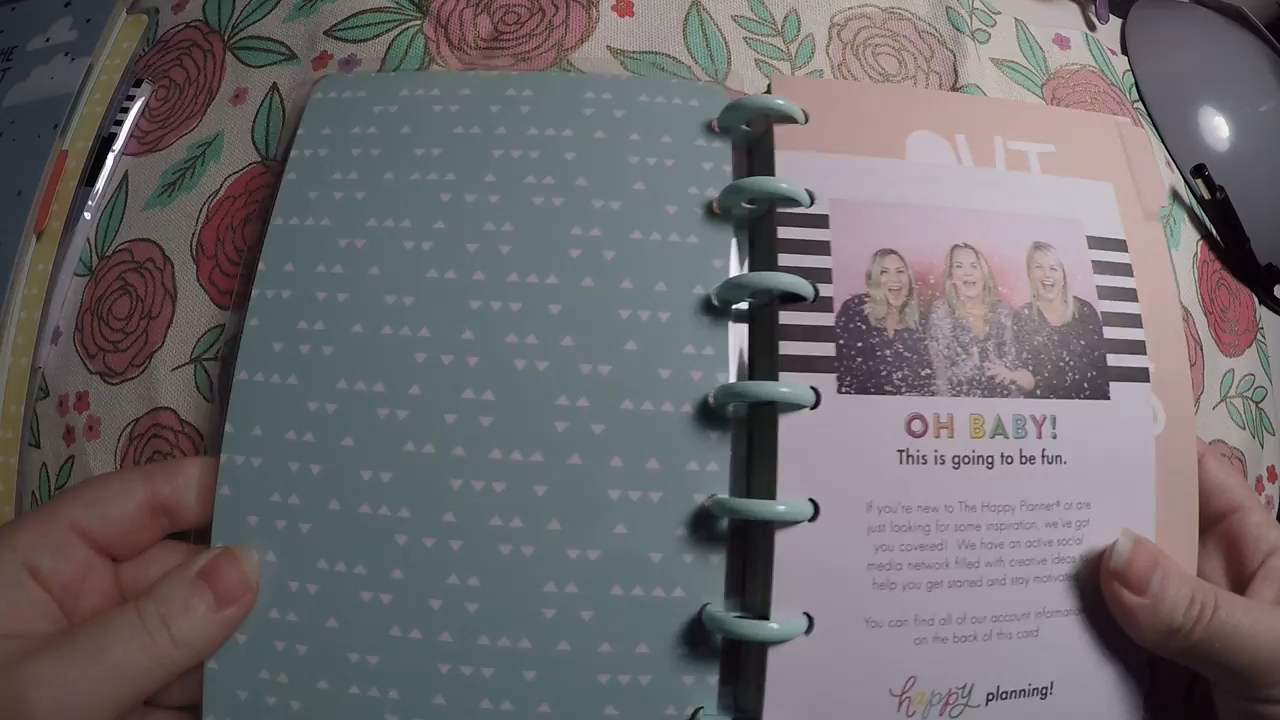 THE
OUT
OH BABY!
This is going to be fun.
If you're new to The Happy Planner® or are
just looking for some inspiration, we've got
you covered! We have an active social
media network filled with creative ideas to
help you get started and stay motivated
You can find all of our account information
on the back of this card.
happy planning!